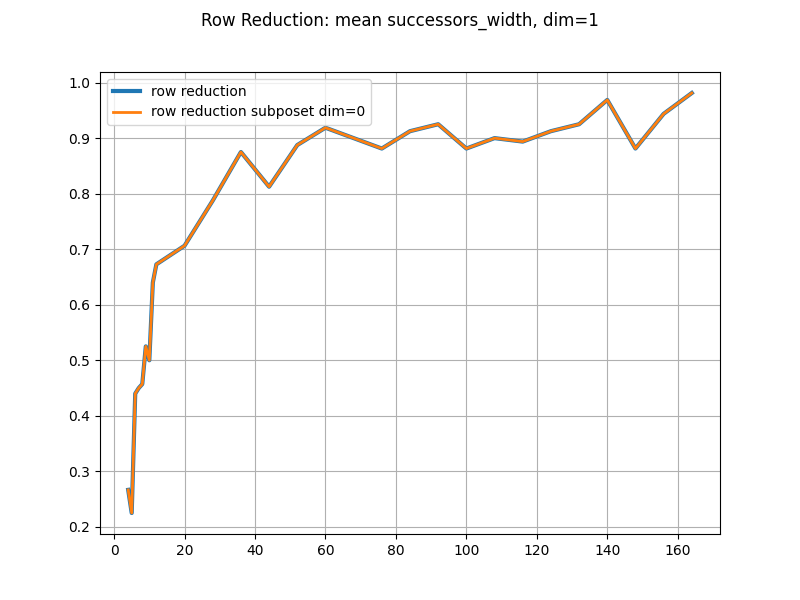 Row Reduction: mean successors_width, dim=1
row reduction
row reduction subposet dim=0
1.0
0.9
0.8
0.7
0.6
0.5
0.4
0.3
0.2
0 20 40 60 80 100 120 140 160